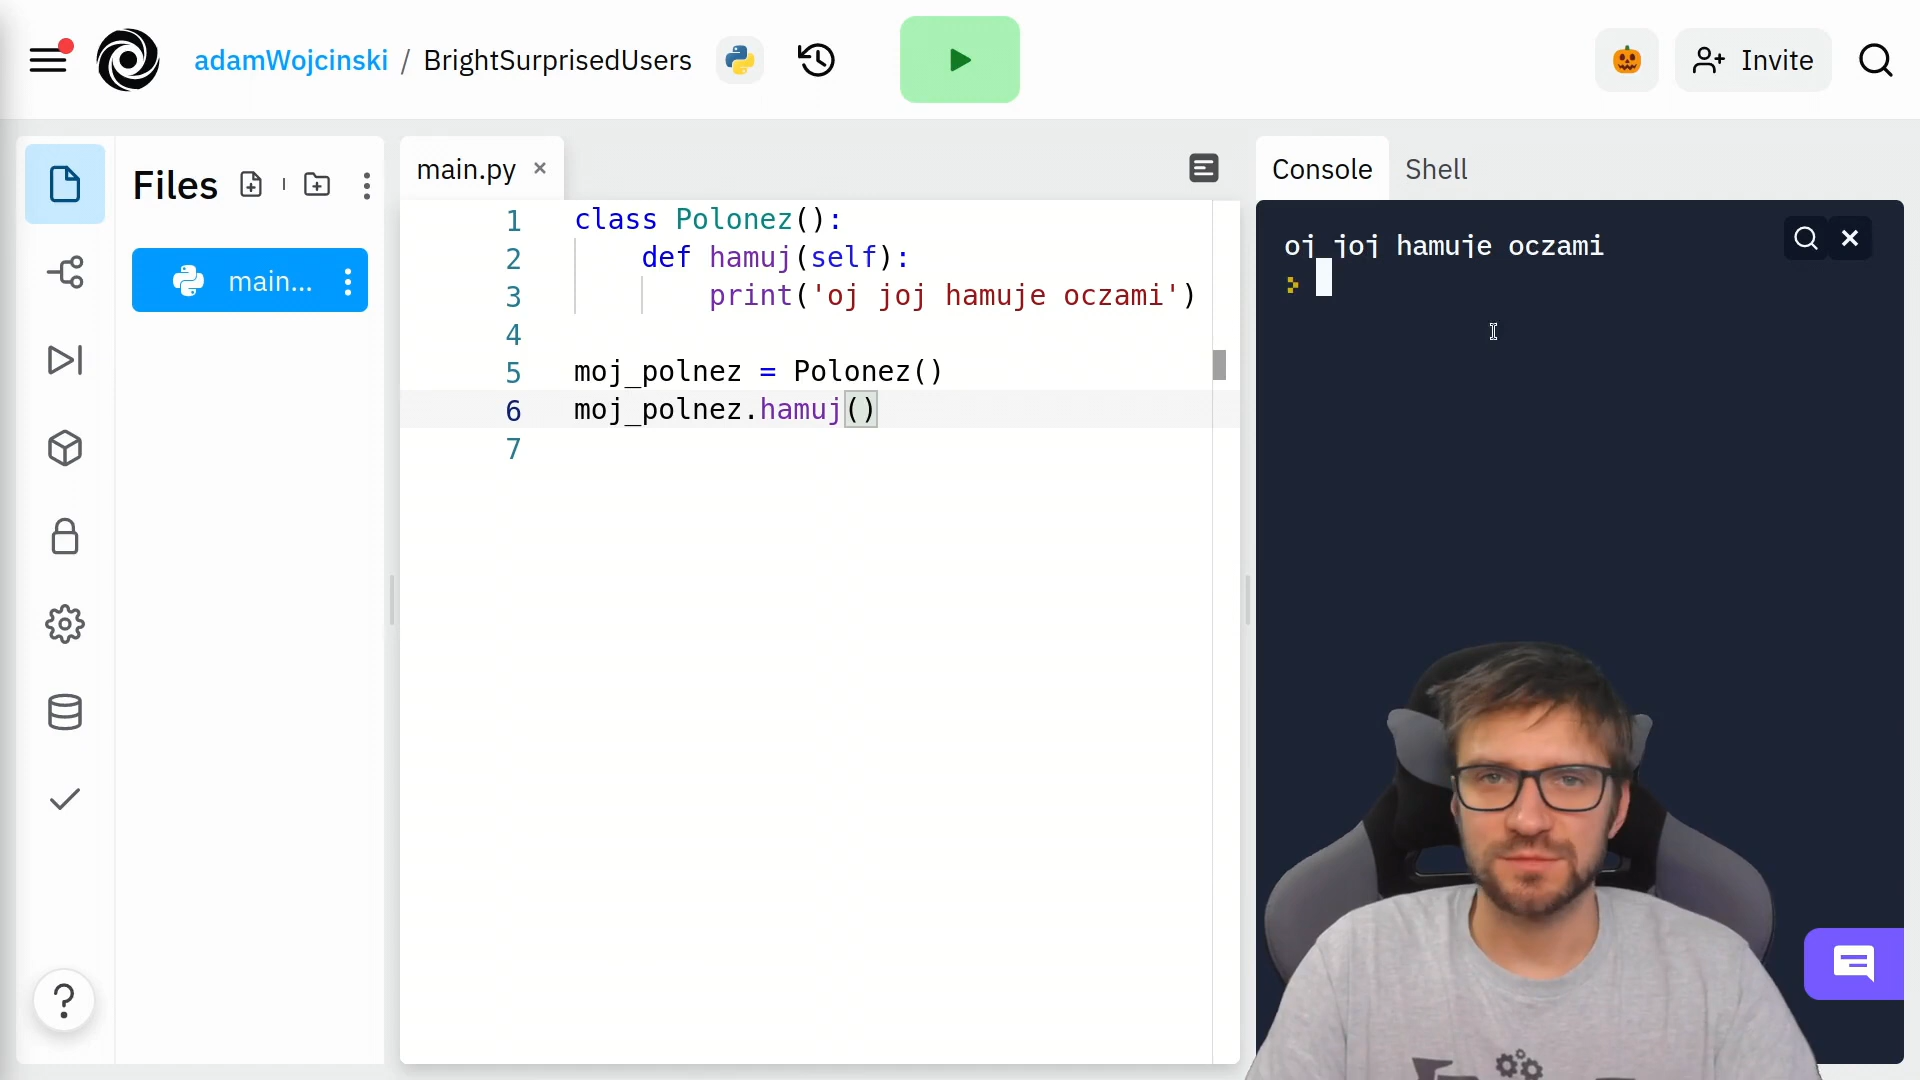 adamWojcinski / BrightSurprisedUsers
Invite
Files
main...
main.py
Console
Shell
1 class Polonez():
2 def hamuj(self):
3 print('oj joj hamuje oczami')
4
5 moj_polnez = Polonez()
6 moj_polnez.hamuj()
7
oj joj hamuje oczami